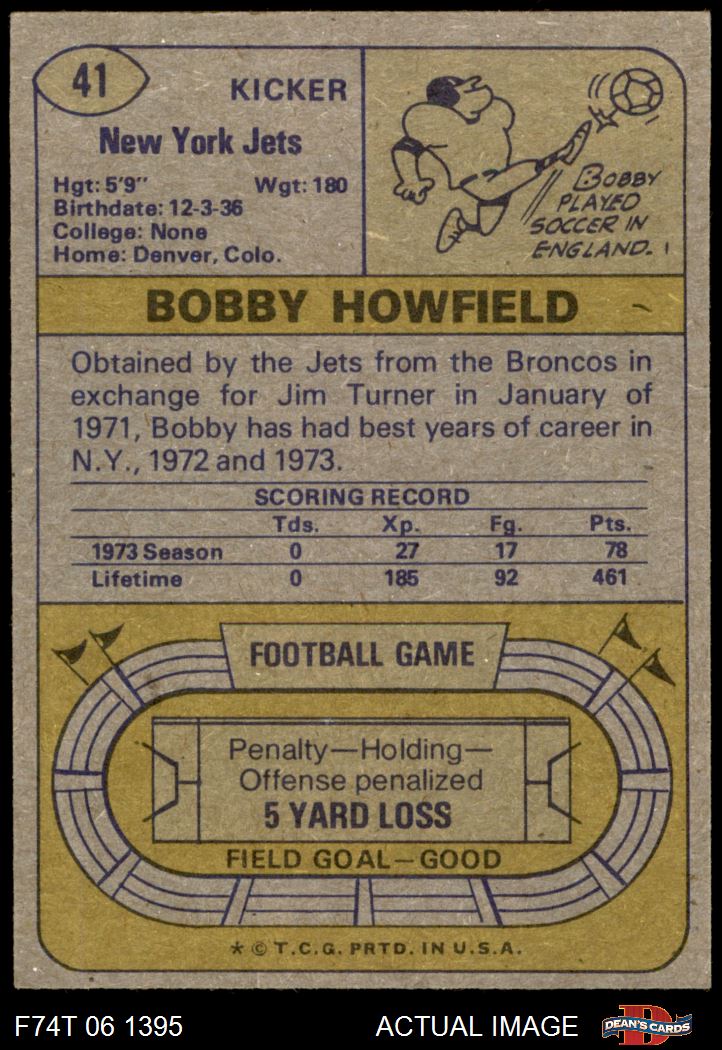 41
KICKER
New York Jets
Hgt: 5'9" Wgt: 180
Birthdate: 12-3-36
College: None
Home: Denver, Colo.
BOBBY
PLAYED
SOCCER IN
ENGLAND.
BOBBY HOWFIELD
Obtained by the Jets from the Broncos in
exchange for Jim Turner in January of
1971, Bobby has had best years of career in
N.Y., 1972 and 1973.
SCORING RECORD
Tds. Xp. Fg. Pts.
1973 Season 0 27 17 78
Lifetime 0 185 92 461
FOOTBALL GAME
Penalty—Holding—
Offense penalized
5 YARD LOSS
FIELD GOAL—GOOD
* © T.C.G. PRTD. IN U.S.A.
F74T 06 1395 ACTUAL IMAGE D DEAN'S CARDS